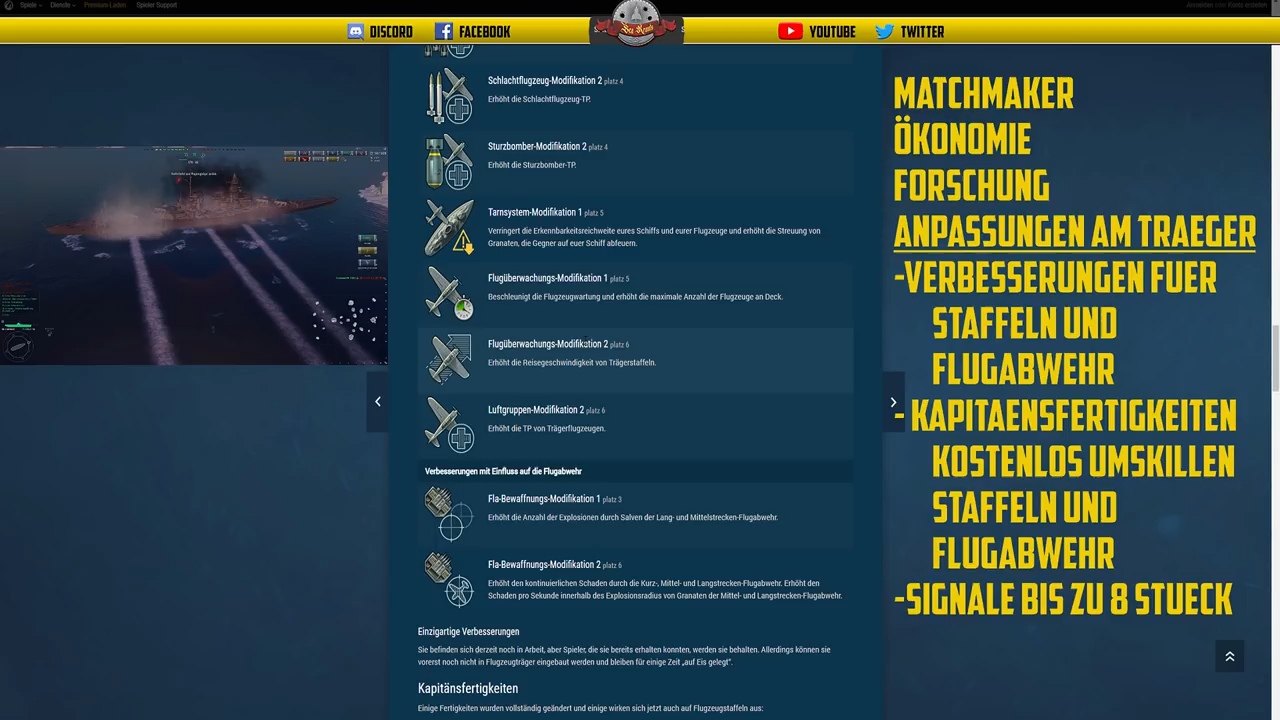 Spiele
Dienste
Premium-Laden
Spieler Support
Anmelden oder Konto erstellen
DISCORD
FACEBOOK
YOUTUBE
TWITTER
Schlachtflugzeug-Modifikation 2 platz 4
Erhöht die Schlachtflugzeug-TP.
Sturzbomber-Modifikation 2 platz 4
Erhöht die Sturzbomber-TP.
Tarnsystem-Modifikation 1 platz 5
Verringert die Erkennbarkeitsreichweite eures Schiffs und eurer Flugzeuge und erhöht die Streuung von
Granaten, die Gegner auf euer Schiff abfeuern.
Flugüberwachungs-Modifikation 1 platz 5
Beschleunigt die Flugzeugwartung und erhöht die maximale Anzahl der Flugzeuge an Deck.
Flugüberwachungs-Modifikation 2 platz 6
Erhöht die Reisegeschwindigkeit von Trägerstaffeln.
Luftgruppen-Modifikation 2 platz 6
Erhöht die TP von Trägerflugzeugen.
Verbesserungen mit Einfluss auf die Flugabwehr
Fla-Bewaffnungs-Modifikation 1 platz 3
Erhöht die Anzahl der Explosionen durch Salven der Lang- und Mittelstrecken-Flugabwehr.
Fla-Bewaffnungs-Modifikation 2 platz 6
Erhöht den kontinuierlichen Schaden durch die Kurz-, Mittel- und Langstrecken-Flugabwehr. Erhöht den
Schaden pro Sekunde innerhalb des Explosionsradius von Granaten der Mittel- und Langstrecken-Flugabwehr.
Einzigartige Verbesserungen
Sie befinden sich derzeit noch in Arbeit, aber Spieler, die sie bereits erhalten konnten, werden sie behalten. Allerdings können sie
vorerst noch nicht in Flugzeugträger eingebaut werden und bleiben für einige Zeit „auf Eis gelegt“.
Kapitänsfertigkeiten
Einige Fertigkeiten wurden vollständig geändert und einige wirken sich jetzt auch auf Flugzeugstaffeln aus:
MATCHMAKER
ÖKONOMIE
FORSCHUNG
ANPASSUNGEN AM TRAEGER
-VERBESSERUNGEN FUER
STAFFELN UND
FLUGABWEHR
- KAPITAENSFERTIGKEITEN
KOSTENLOS UMSKILLEN
STAFFELN UND
FLUGABWEHR
-SIGNALE BIS ZU 8 STUECK